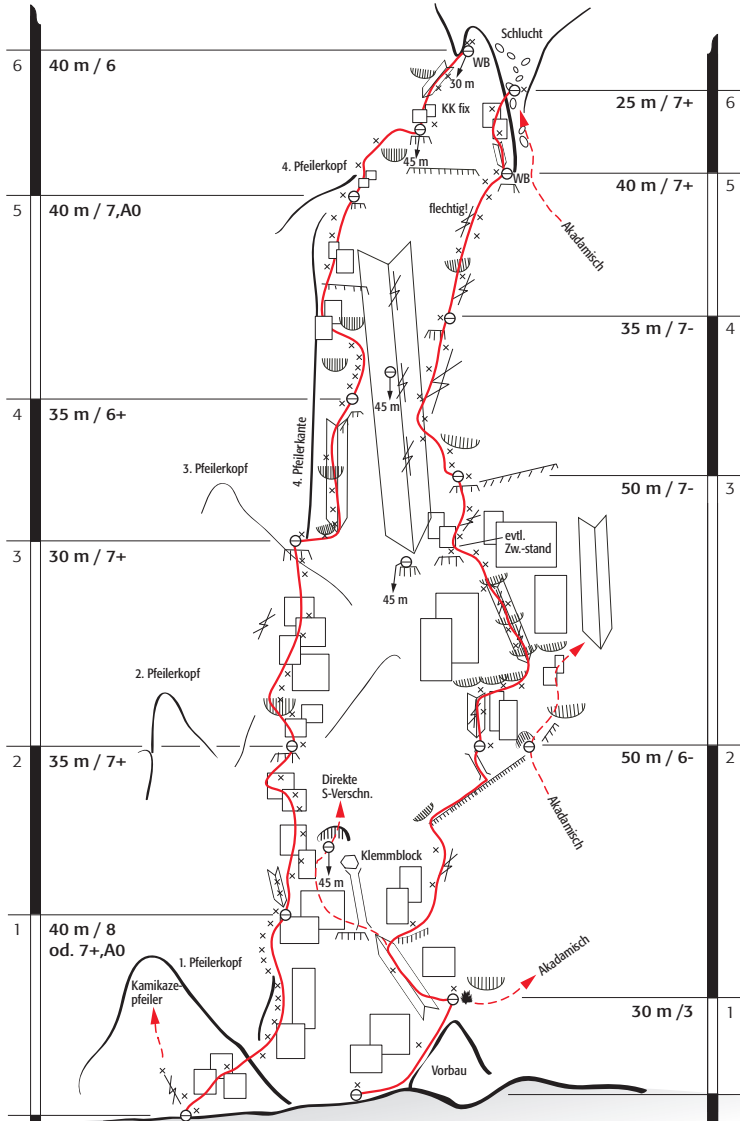 Schlucht
6
40 m / 6
WB
30 m
25 m / 7+
6
KK fix
45 m
4. Pfeilerkopf
WB
40 m / 7+
5
5
40 m / 7,A0
flechtig!
Akadamisch
35 m / 7-
4
4
35 m / 6+
45 m
4. Pfeilerkante
3. Pfeilerkopf
50 m / 7-
3
evtl.
Zw.-stand
3
30 m / 7+
45 m
2. Pfeilerkopf
2
35 m / 7+
50 m / 6-
2
Direkte
S-Verschn.
Akadamisch
Klemmblock
45 m
1
40 m / 8
od. 7+,A0
1. Pfeilerkopf
Kamikaze-
pfeiler
Akadamisch
30 m /3
1
Vorbau